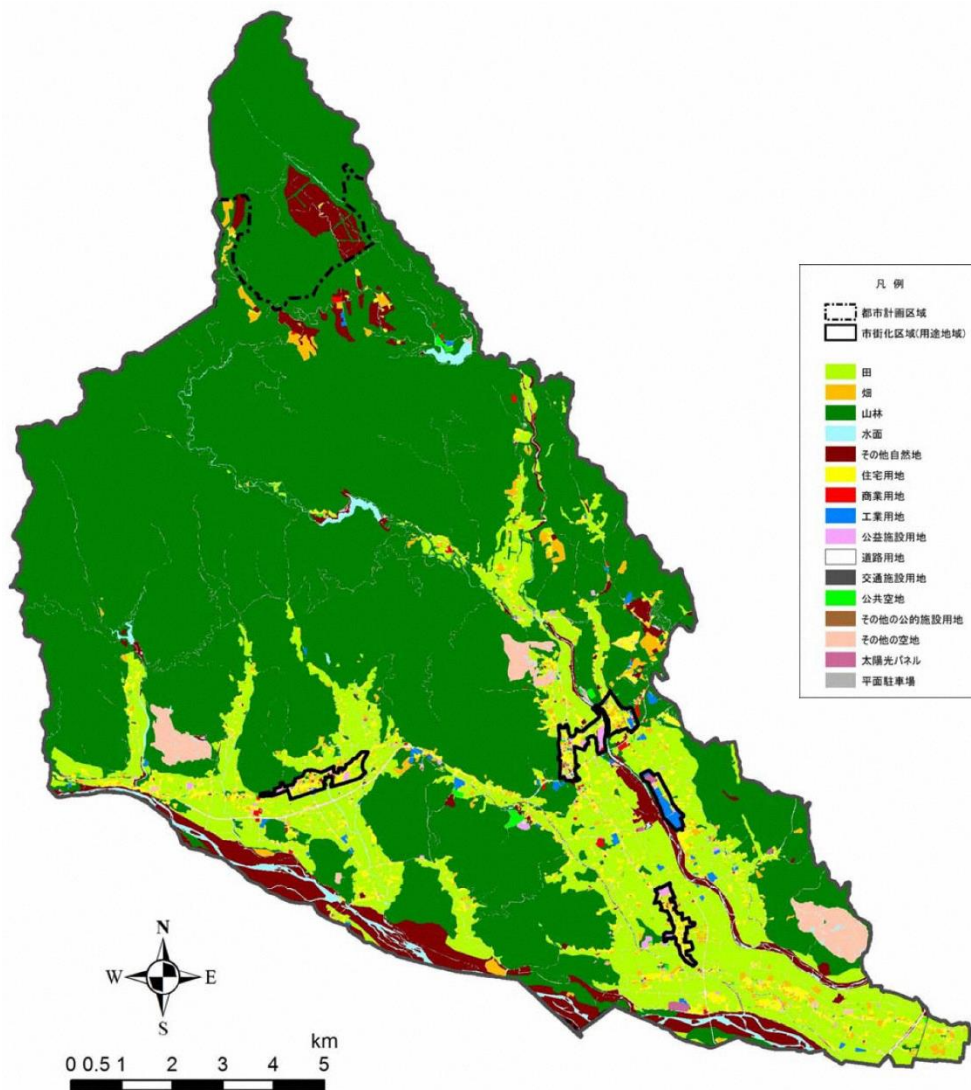 凡 例
都市計画区域
市街化区域(用途地域)
田
畑
山林
水面
その他自然地
住宅用地
商業用地
工業用地
公益施設用地
道路用地
交通施設用地
公共空地
その他の公的施設用地
その他の空地
太陽光パネル
平面駐車場
N
W E
S
km
0 0.5 1 2 3 4 5